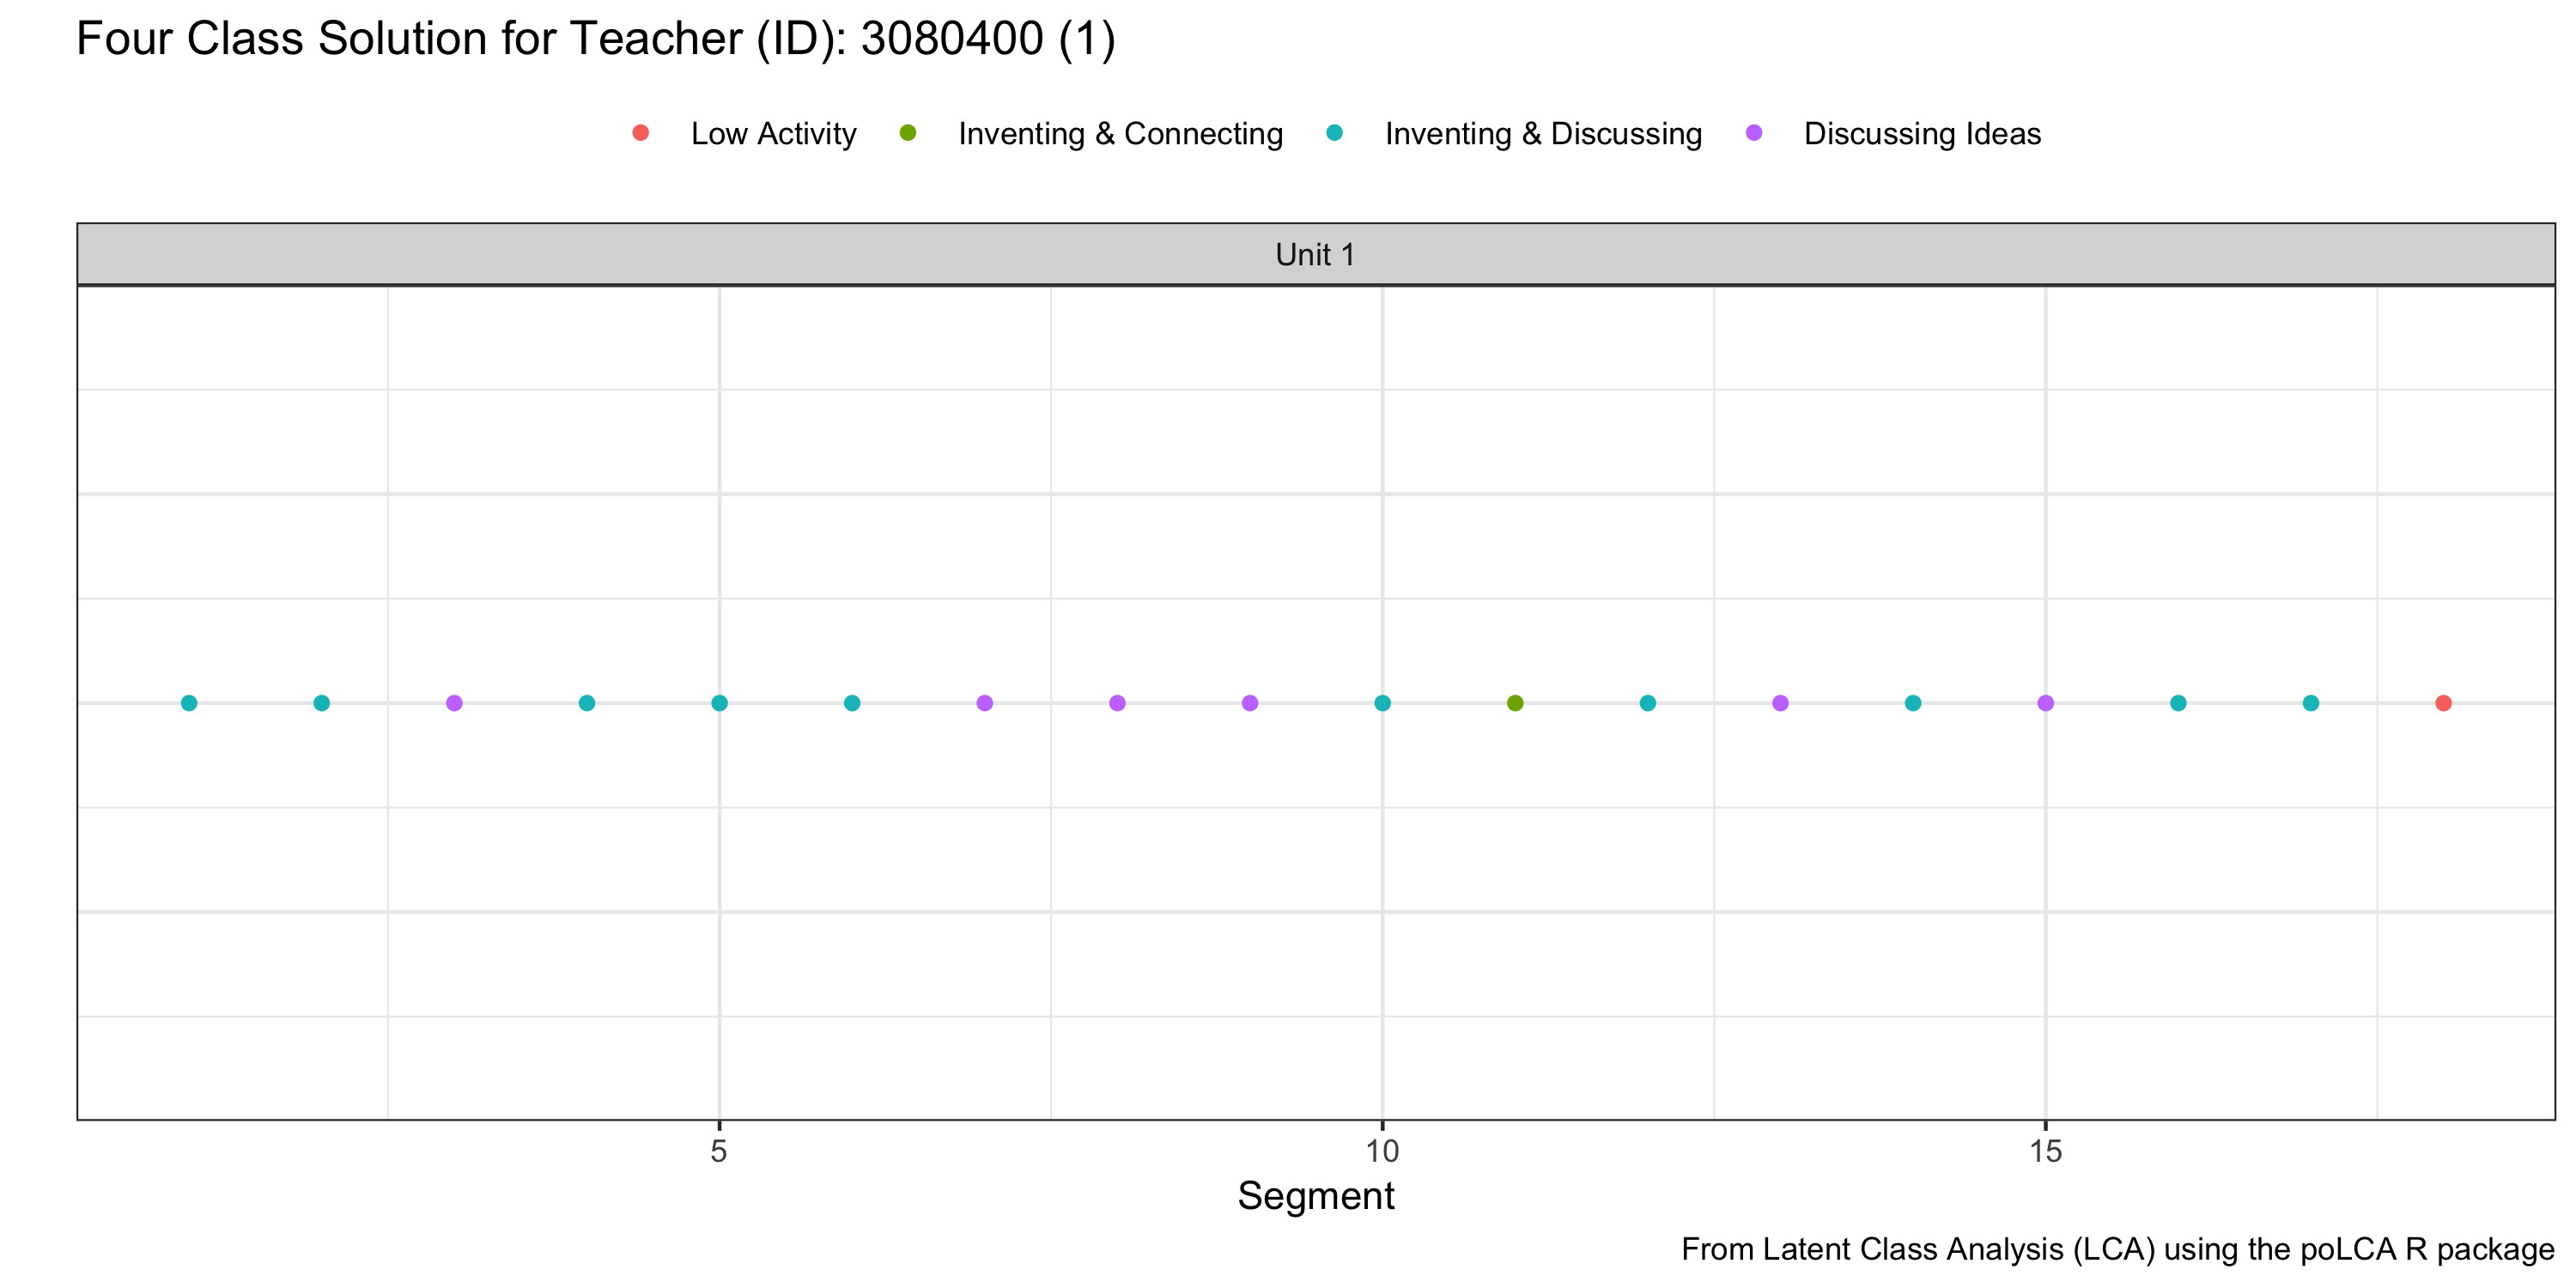 Four Class Solution for Teacher (ID): 3080400 (1)
Low Activity Inventing & Connecting Inventing & Discussing Discussing Ideas
Unit 1
5 10 15
Segment
From Latent Class Analysis (LCA) using the poLCA R package